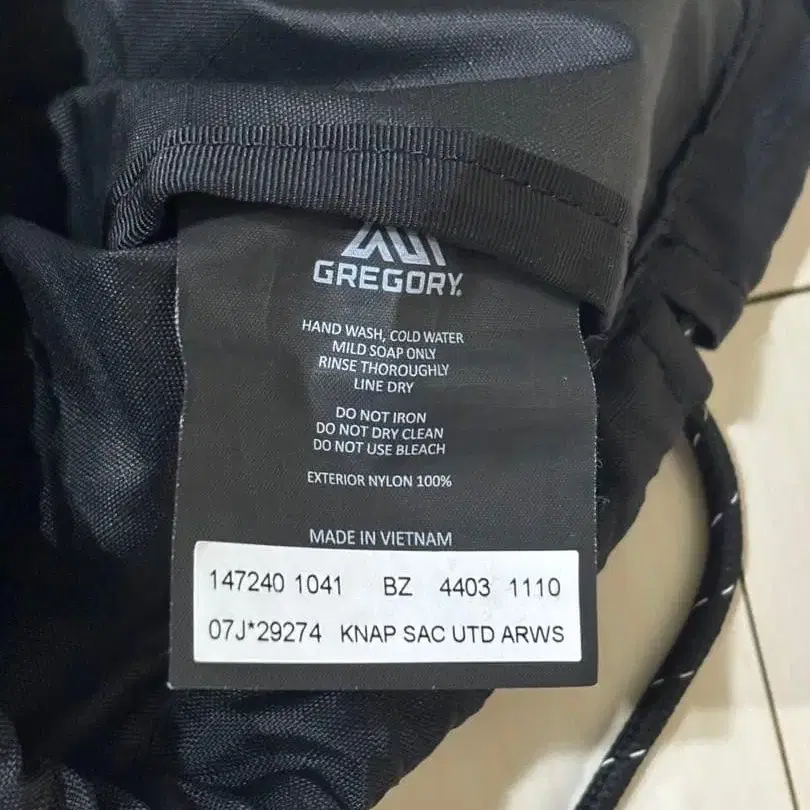 GREGORY.
HAND WASH, COLD WATER
MILD SOAP ONLY
RINSE THOROUGHLY
LINE DRY
DO NOT IRON
DO NOT DRY CLEAN
DO NOT USE BLEACH
EXTERIOR NYLON 100%
MADE IN VIETNAM
147240 1041 BZ 4403 1110
07J*29274 KNAP SAC UTD ARWS